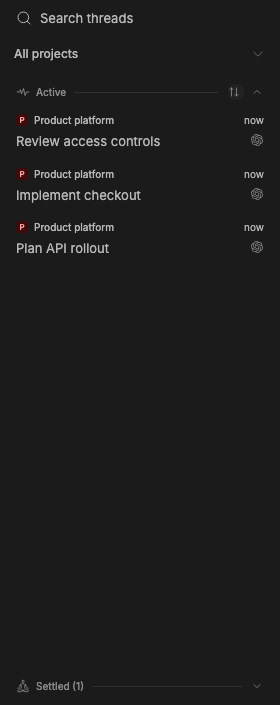 Search threads
All projects
Active
P Product platform now
Review access controls
P Product platform now
Implement checkout
P Product platform now
Plan API rollout
Settled (1)